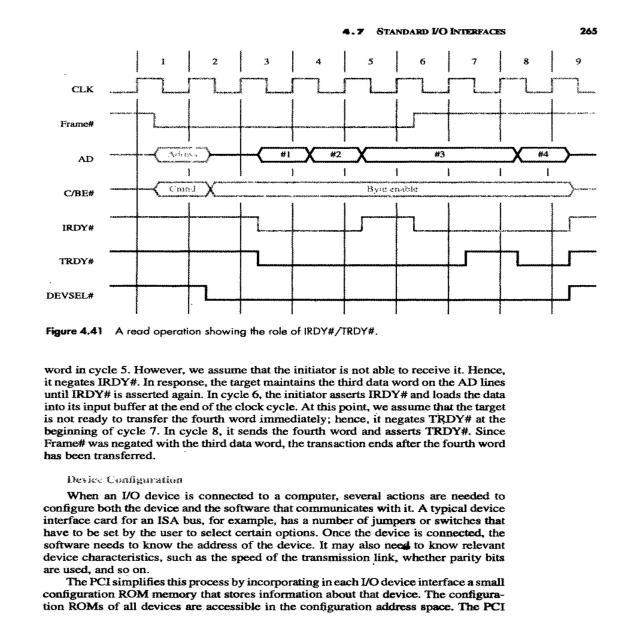 4.7 STANDARD I/O INTERFACES 265
1 2 3 4 5 6 7 8 9
CLK
Frame#
AD Adress #1 #2 #3 #4
C/BE# Cmnd Byte enable
IRDY#
TRDY#
DEVSEL#
Figure 4.41 A read operation showing the role of IRDY#/TRDY#.
word in cycle 5. However, we assume that the initiator is not able to receive it. Hence,
it negates IRDY#. In response, the target maintains the third data word on the AD lines
until IRDY# is asserted again. In cycle 6, the initiator asserts IRDY# and loads the data
into its input buffer at the end of the clock cycle. At this point, we assume that the target
is not ready to transfer the fourth word immediately; hence, it negates TRDY# at the
beginning of cycle 7. In cycle 8, it sends the fourth word and asserts TRDY#. Since
Frame# was negated with the third data word, the transaction ends after the fourth word
has been transferred.
Device Configuration
When an I/O device is connected to a computer, several actions are needed to
configure both the device and the software that communicates with it. A typical device
interface card for an ISA bus, for example, has a number of jumpers or switches that
have to be set by the user to select certain options. Once the device is connected, the
software needs to know the address of the device. It may also need to know relevant
device characteristics, such as the speed of the transmission link, whether parity bits
are used, and so on.
The PCI simplifies this process by incorporating in each I/O device interface a small
configuration ROM memory that stores information about that device. The configura-
tion ROMs of all devices are accessible in the configuration address space. The PCI